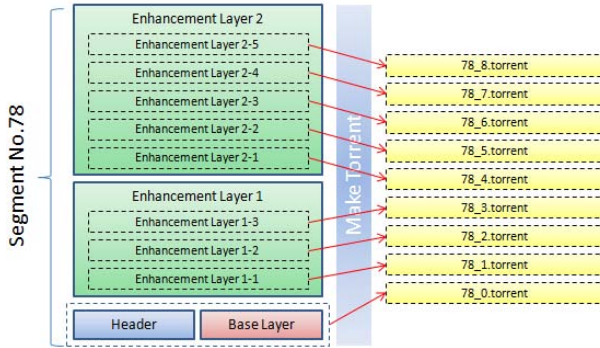 Segment No.78
Enhancement Layer 2
Enhancement Layer 2-5
Enhancement Layer 2-4
Enhancement Layer 2-3
Enhancement Layer 2-2
Enhancement Layer 2-1
Enhancement Layer 1
Enhancement Layer 1-3
Enhancement Layer 1-2
Enhancement Layer 1-1
Header
Base Layer
Make Torrent
78_8.torrent
78_7.torrent
78_6.torrent
78_5.torrent
78_4.torrent
78_3.torrent
78_2.torrent
78_1.torrent
78_0.torrent